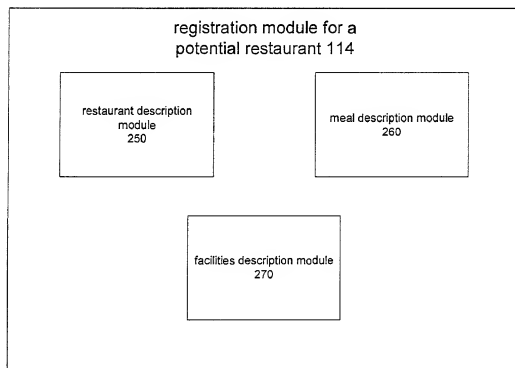 registration module for a
potential restaurant 114
restaurant description
module
250
meal description module
260
facilities description module
270